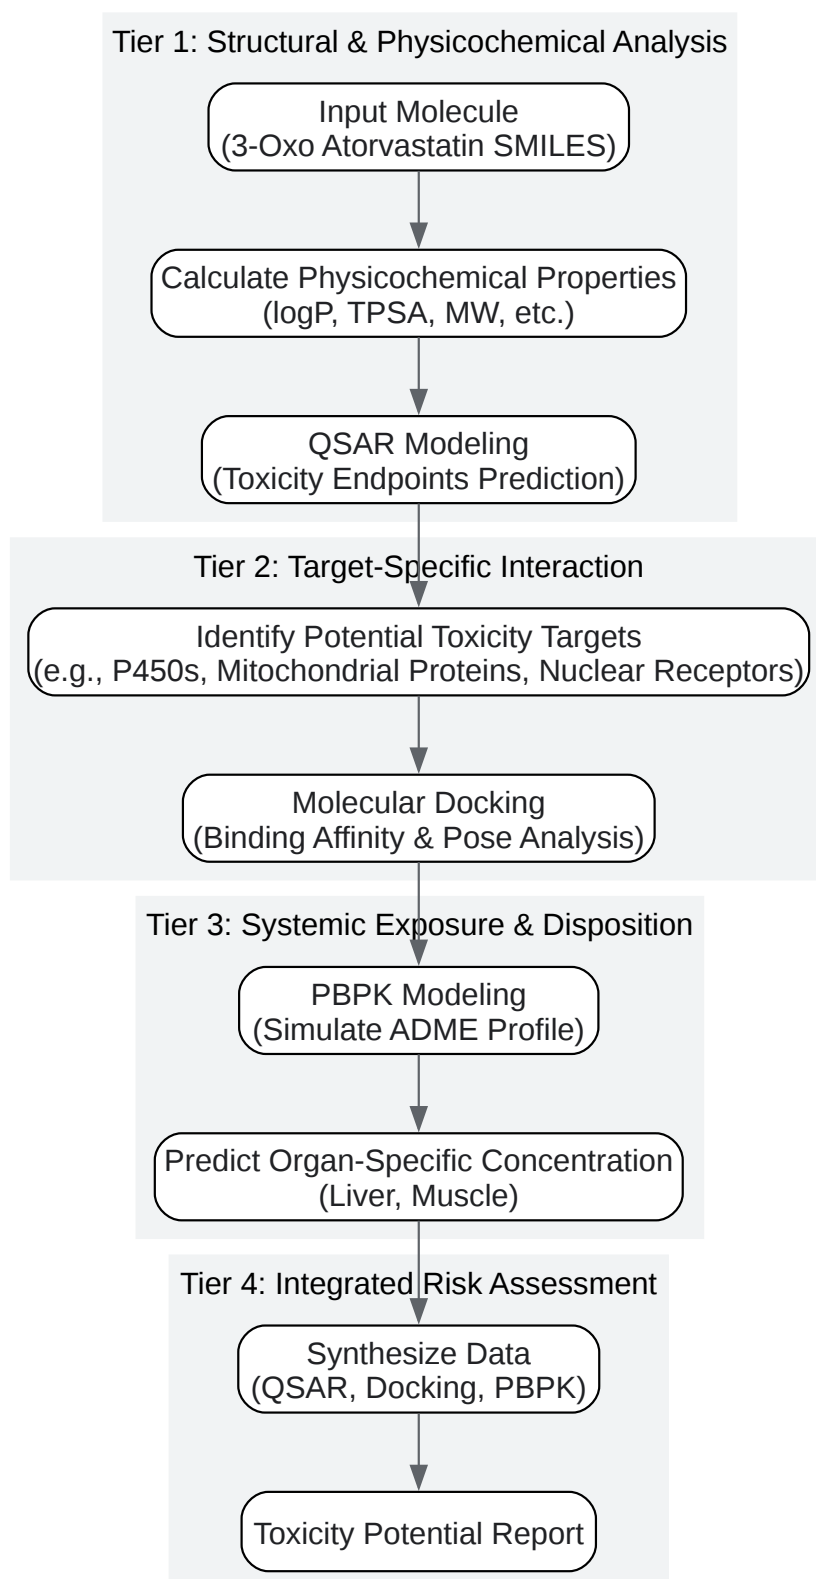 Tier 1: Structural & Physicochemical Analysis
Input Molecule
(3-Oxo Atorvastatin SMILES)
Calculate Physicochemical Properties
(logP, TPSA, MW, etc.)
QSAR Modeling
(Toxicity Endpoints Prediction)
Tier 2: Target-Specific Interaction
Identify Potential Toxicity Targets
(e.g., P450s, Mitochondrial Proteins, Nuclear Receptors)
Molecular Docking
(Binding Affinity & Pose Analysis)
Tier 3: Systemic Exposure & Disposition
PBPK Modeling
(Simulate ADME Profile)
Predict Organ-Specific Concentration
(Liver, Muscle)
Tier 4: Integrated Risk Assessment
Synthesize Data
(QSAR, Docking, PBPK)
Toxicity Potential Report